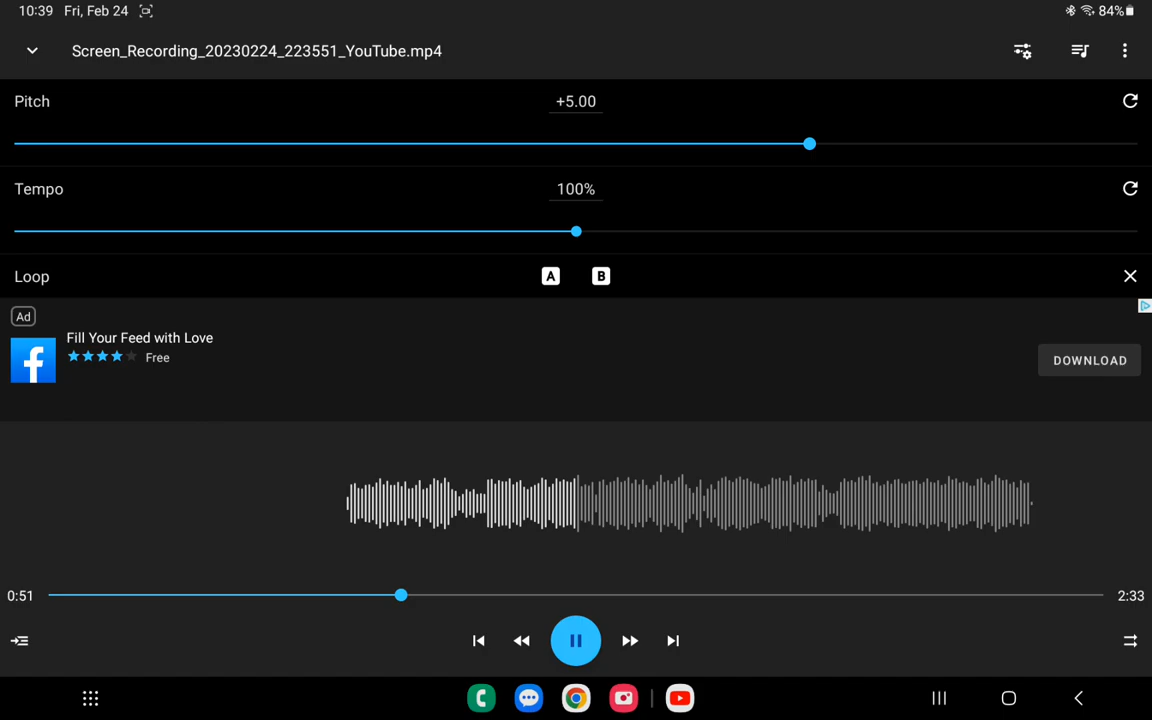 10:39 Fri, Feb 24 84%
Screen_Recording_20230224_223551_YouTube.mp4
Pitch +5.00
Tempo 100%
Loop A B
Ad
Fill Your Feed with Love
Free
DOWNLOAD
0:51 2:33